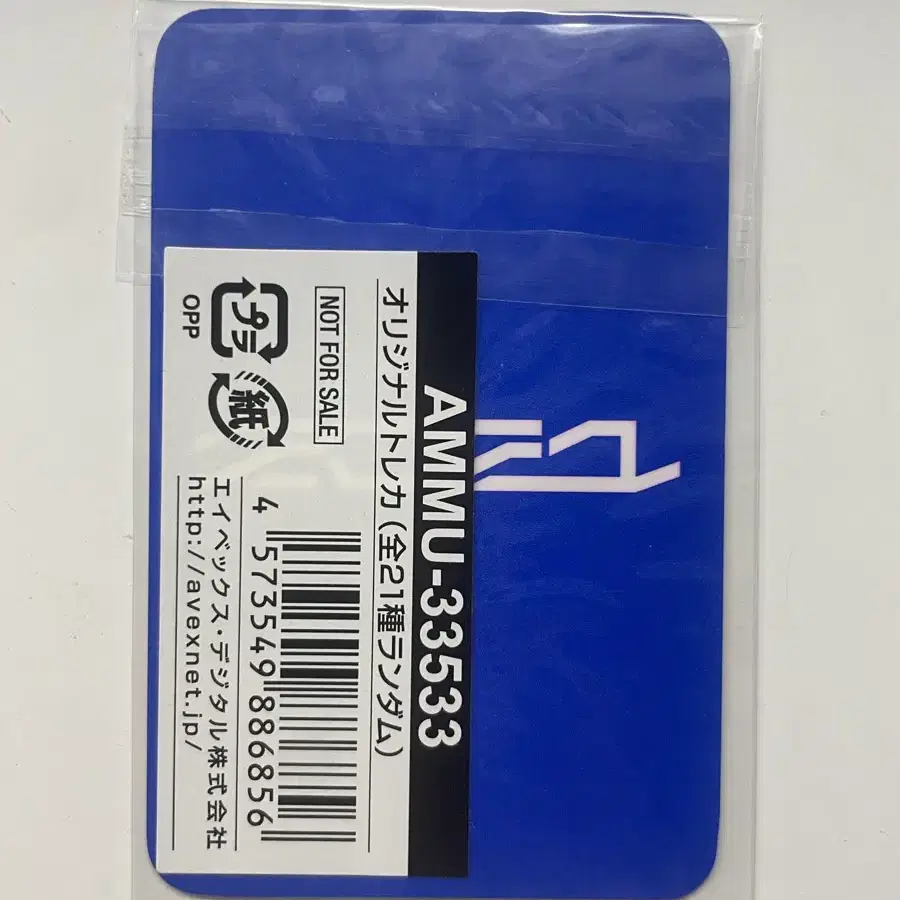 AMMU-33533
オリジナルトレカ(全21種ランダム)
NOT FOR SALE
プラ
紙
OPP
4 573549 886856
エイベックス・デジタル株式会社
http://avexnet.jp/